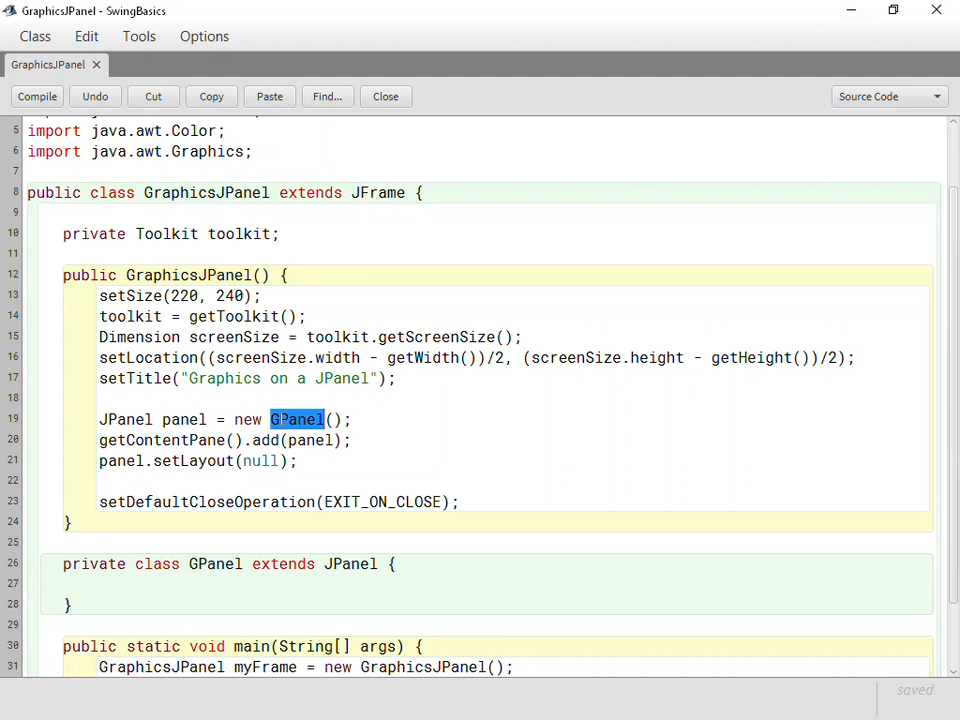 GraphicsJPanel - SwingBasics
Class Edit Tools Options
GraphicsJPanel
Compile Undo Cut Copy Paste Find... Close Source Code
5 import java.awt.Color;
6 import java.awt.Graphics;
7
8 public class GraphicsJPanel extends JFrame {
9
10 private Toolkit toolkit;
11
12 public GraphicsJPanel() {
13 setSize(220, 240);
14 toolkit = getToolkit();
15 Dimension screenSize = toolkit.getScreenSize();
16 setLocation((screenSize.width - getWidth())/2, (screenSize.height - getHeight())/2);
17 setTitle("Graphics on a JPanel");
18
19 JPanel panel = new GPanel();
20 getContentPane().add(panel);
21 panel.setLayout(null);
22
23 setDefaultCloseOperation(EXIT_ON_CLOSE);
24 }
25
26 private class GPanel extends JPanel {
27
28 }
29
30 public static void main(String[] args) {
31 GraphicsJPanel myFrame = new GraphicsJPanel();
saved